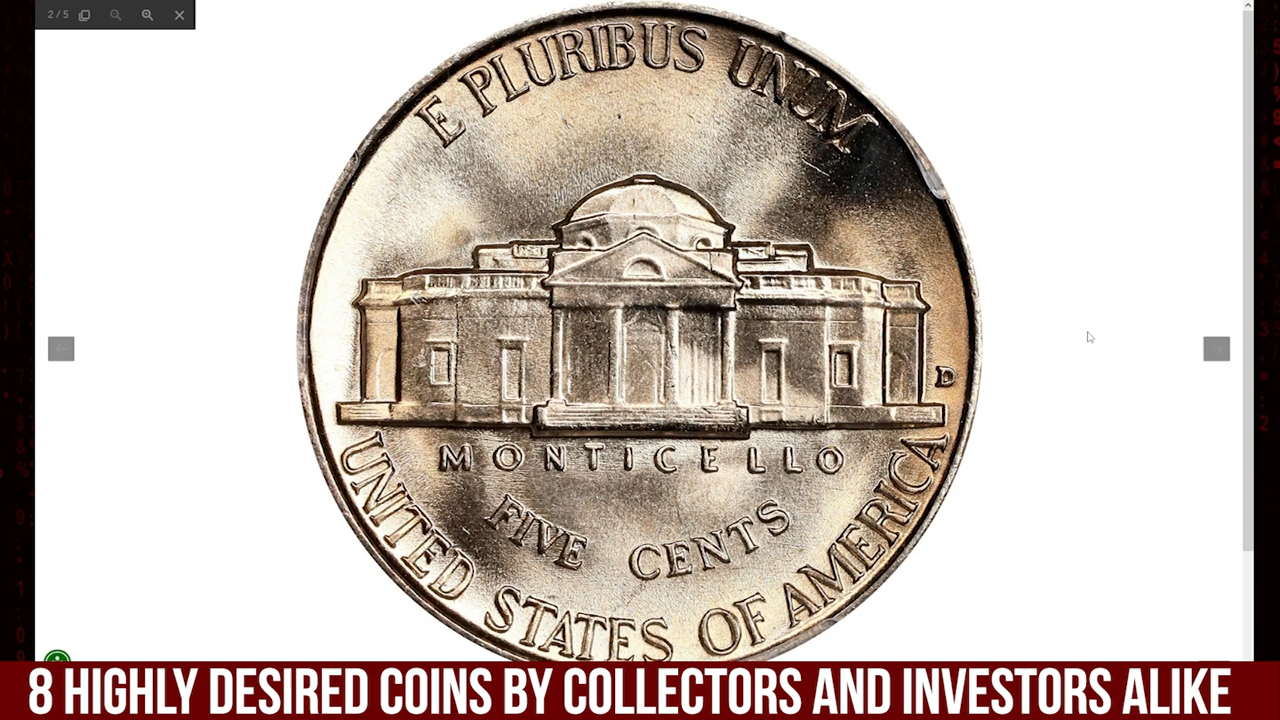 2 / 5
E PLURIBUS UNUM
D
MONTICELLO
FIVE CENTS
UNITED STATES OF AMERICA
8 HIGHLY DESIRED COINS BY COLLECTORS AND INVESTORS ALIKE